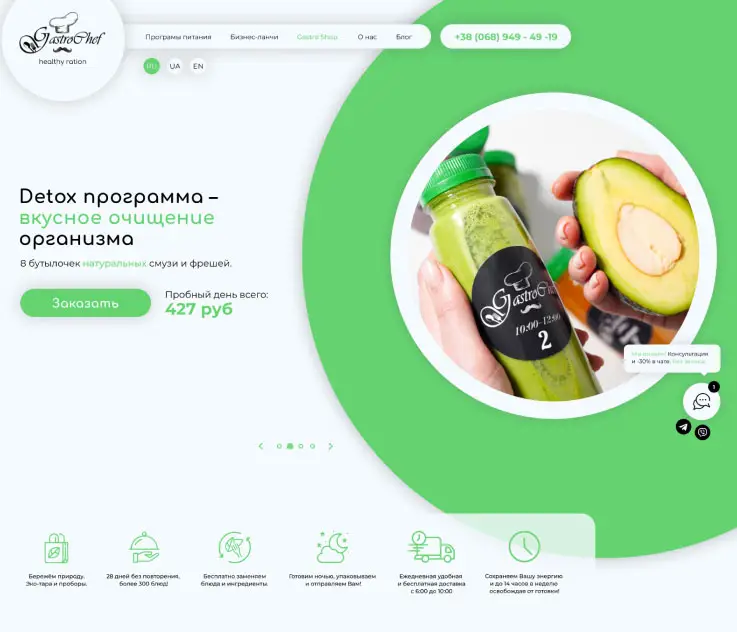 GastroChef
healthy ration
Програмы питания
Бизнес-ланчи
Gastro Shop
О нас
Блог
+38 (068) 949 - 49 -19
RU
UA
EN
Detox программа –
вкусное очищение
организма
8 бутылочек натуральных смузи и фрешей.
Заказать
Пробный день всего:
427 руб
GastroChef
10:00-12:00
2
Консультации
и -30% в чате.
1
Бережём природу.
Эко-тара и проборы.
28 дней без повторения,
более 300 блюд!
Бесплатно заменяем
блюда и ингредиенты.
Готовим ночью, упаковываем
и отправляем Вам!
Ежедневная удобная
и бесплатная доставка
с 6:00 до 10:00
Сохраняем Вашу энергию
и до 14 часов в неделю
освобождая от готовки!